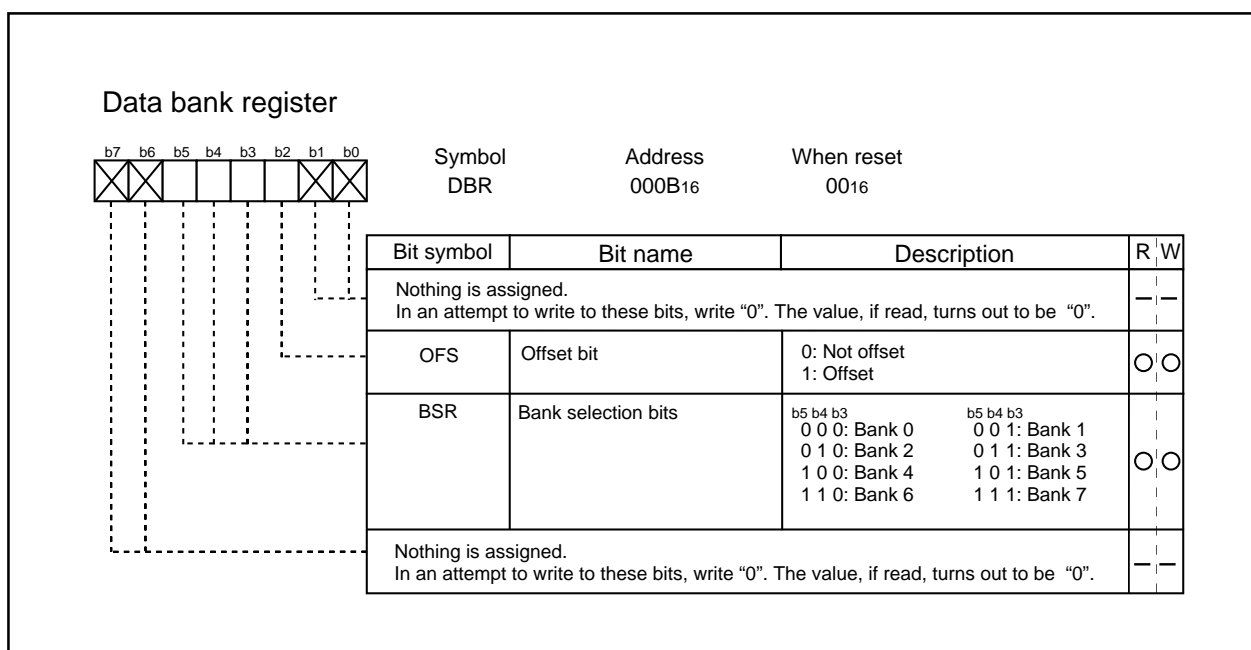 Data bank register
b7 b6 b5 b4 b3 b2 b1 b0
Symbol Address When reset
DBR 000B16 0016
Bit symbol Bit name Description R W
Nothing is assigned.
In an attempt to write to these bits, write “0”. The value, if read, turns out to be “0”.
OFS Offset bit 0: Not offset
1: Offset
BSR Bank selection bits b5 b4 b3 b5 b4 b3
0 0 0: Bank 0 0 0 1: Bank 1
0 1 0: Bank 2 0 1 1: Bank 3
1 0 0: Bank 4 1 0 1: Bank 5
1 1 0: Bank 6 1 1 1: Bank 7
Nothing is assigned.
In an attempt to write to these bits, write “0”. The value, if read, turns out to be “0”.